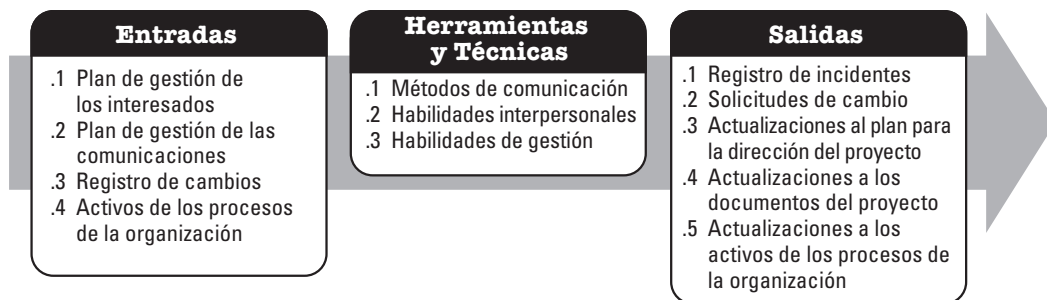 Entradas
.1 Plan de gestión de
los interesados
.2 Plan de gestión de las
comunicaciones
.3 Registro de cambios
.4 Activos de los procesos
de la organización
Herramientas
y Técnicas
.1 Métodos de comunicación
.2 Habilidades interpersonales
.3 Habilidades de gestión
Salidas
.1 Registro de incidentes
.2 Solicitudes de cambio
.3 Actualizaciones al plan para
la dirección del proyecto
.4 Actualizaciones a los
documentos del proyecto
.5 Actualizaciones a los
activos de los procesos de
la organización